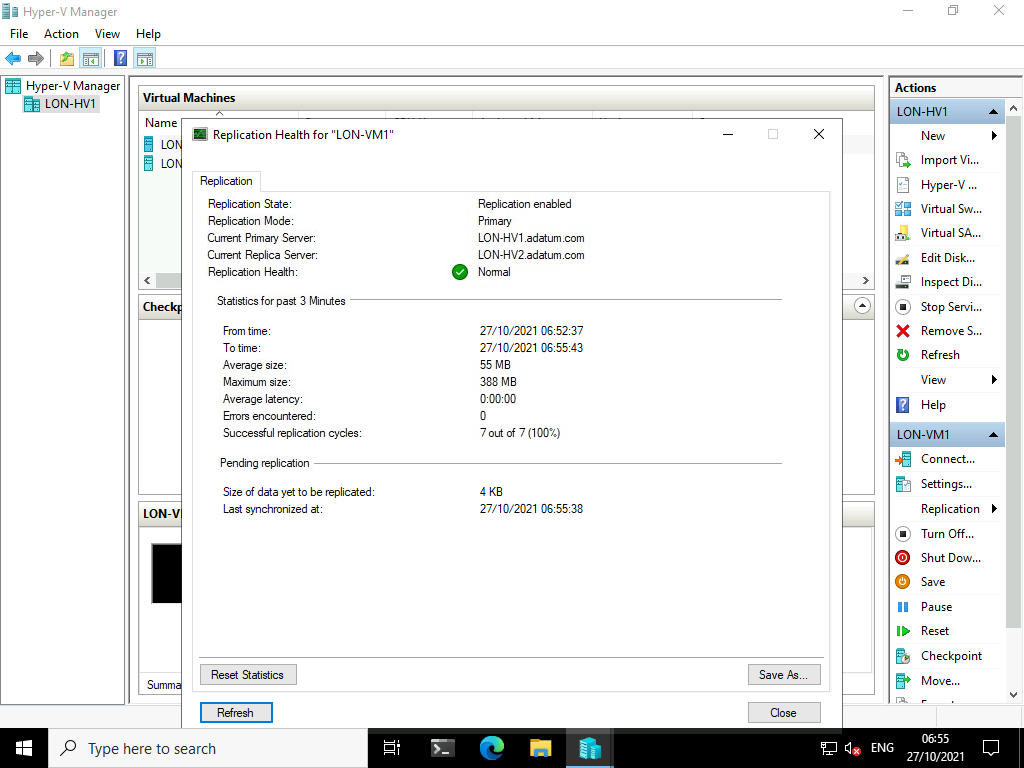 Hyper-V Manager
File Action View Help
Hyper-V Manager
LON-HV1
Virtual Machines
Name
LON
LON
Replication Health for "LON-VM1"
Replication
Replication State: Replication enabled
Replication Mode: Primary
Current Primary Server: LON-HV1.adatum.com
Current Replica Server: LON-HV2.adatum.com
Replication Health: Normal
Statistics for past 3 Minutes
From time: 27/10/2021 06:52:37
To time: 27/10/2021 06:55:43
Average size: 55 MB
Maximum size: 388 MB
Average latency: 0:00:00
Errors encountered: 0
Successful replication cycles: 7 out of 7 (100%)
Pending replication
Size of data yet to be replicated: 4 KB
Last synchronized at: 27/10/2021 06:55:38
Reset Statistics
Save As...
Refresh
Close
Checkp
LON-V
Summa
Actions
LON-HV1
New
Import Vi...
Hyper-V ...
Virtual Sw...
Virtual SA...
Edit Disk...
Inspect Di...
Stop Servi...
Remove S...
Refresh
View
Help
LON-VM1
Connect...
Settings...
Replication
Turn Off...
Shut Dow...
Save
Pause
Reset
Checkpoint
Move...
Type here to search
ENG
06:55
27/10/2021